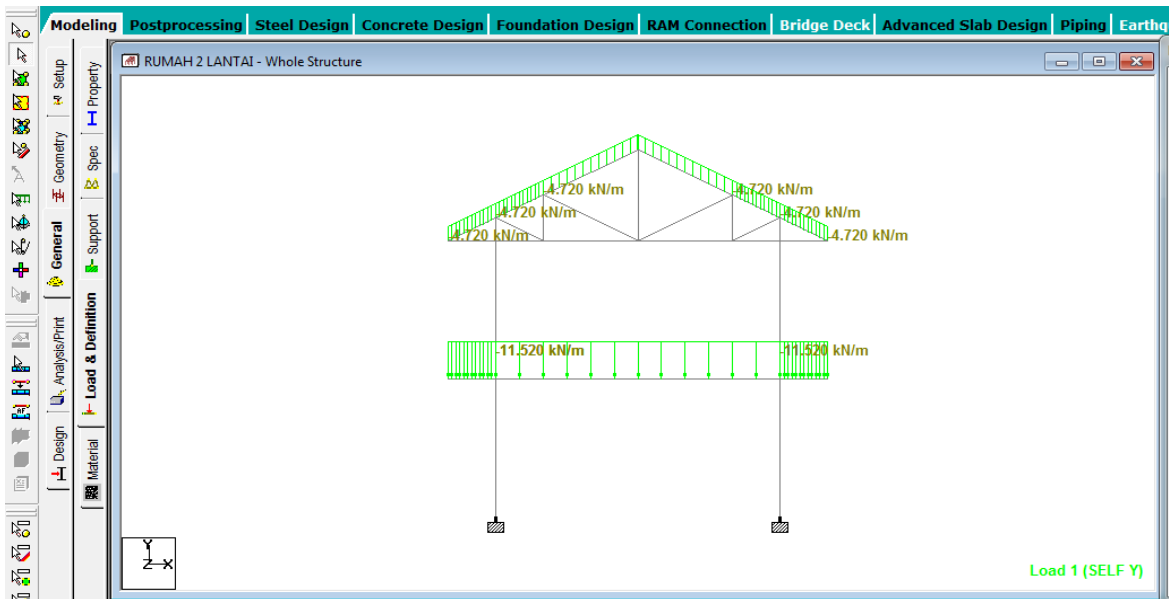 Modeling Postprocessing Steel Design Concrete Design Foundation Design RAM Connection Bridge Deck Advanced Slab Design Piping Earthq
Setup
Geometry
General
Analysis/Print
Design
Property
Spec
Support
Load & Definition
Material
RUMAH 2 LANTAI - Whole Structure
-4.720 kN/m -4.720 kN/m
-4.720 kN/m -4.720 kN/m
-4.720 kN/m -4.720 kN/m
-11.520 kN/m -11.520 kN/m
Y
Z X
Load 1 (SELF Y)